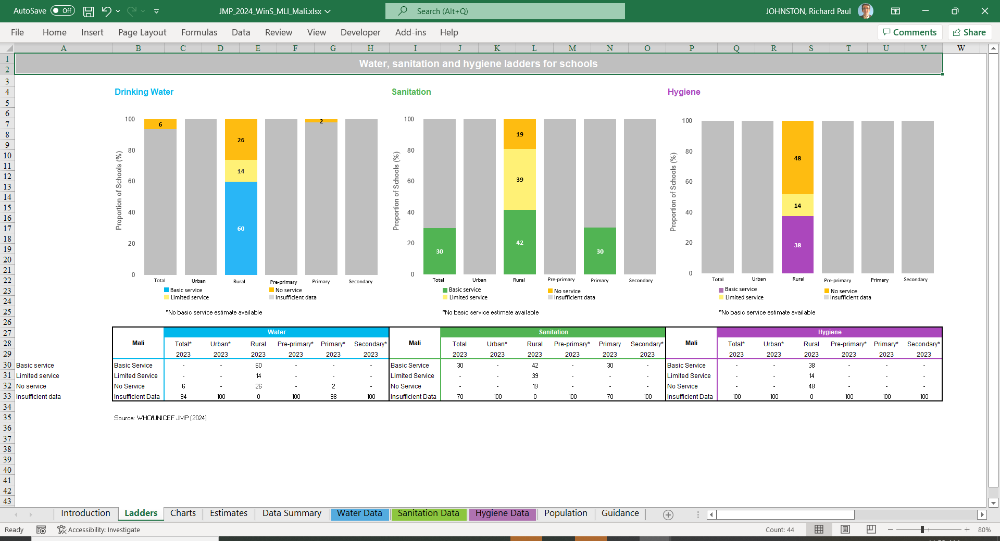 AutoSave Off JMP_2024_WinS_MLI_Mali.xlsx Search (Alt+Q) JOHNSTON, Richard Paul
File Home Insert Page Layout Formulas Data Review View Developer Add-ins Help Comments Share
A B C D E F G H I J K L M N O P Q R S T U V W
1
2
Water, sanitation and hygiene ladders for schools
3
4
5
6
7
8
9
10
11
12
13
14
15
16
17
18
19
20
21
22
23
24
25
26
27
28
29
30
31
32
33
34
35
36
37
38
39
40
41
42
43
Drinking Water
Proportion of Schools (%)
100
80
60
40
20
0
6
26
14
60
2
Total Urban Rural Pre-primary Primary Secondary
Basic service No service
Limited service Insufficient data
*No basic service estimate available
Sanitation
Proportion of Schools (%)
100
80
60
40
20
0
30
19
39
42
30
Total Urban Rural Pre-primary Primary Secondary
Basic service No service
Limited service Insufficient data
*No basic service estimate available
Hygiene
Proportion of Schools (%)
100
80
60
40
20
0
48
14
38
Total Urban Rural Pre-primary Primary Secondary
Basic service No service
Limited service Insufficient data
*No basic service estimate available
Mali Water Mali Sanitation Mali Hygiene
Total* Urban* Rural Pre-primary* Primary* Secondary* Total Urban* Rural Pre-primary* Primary Secondary* Total* Urban* Rural Pre-primary* Primary* Secondary*
2023 2023 2023 2023 2023 2023 2023 2023 2023 2023 2023 2023 2023 2023 2023 2023 2023 2023
Basic service Basic Service - - 60 - - - Basic Service 30 - 42 - 30 - Basic Service - - 38 - - -
Limited service Limited Service - - 14 - - - Limited Service - - 39 - - - Limited Service - - 14 - - -
No service No Service 6 - 26 - 2 - No Service - - 19 - - - No Service - - 48 - - -
Insufficient data Insufficient Data 94 100 0 100 98 100 Insufficient Data 70 100 0 100 70 100 Insufficient Data 100 100 0 100 100 100
Source: WHO/UNICEF JMP (2024)
Introduction Ladders Charts Estimates Data Summary Water Data Sanitation Data Hygiene Data Population Guidance
Ready Accessibility: Investigate Count: 44 80%